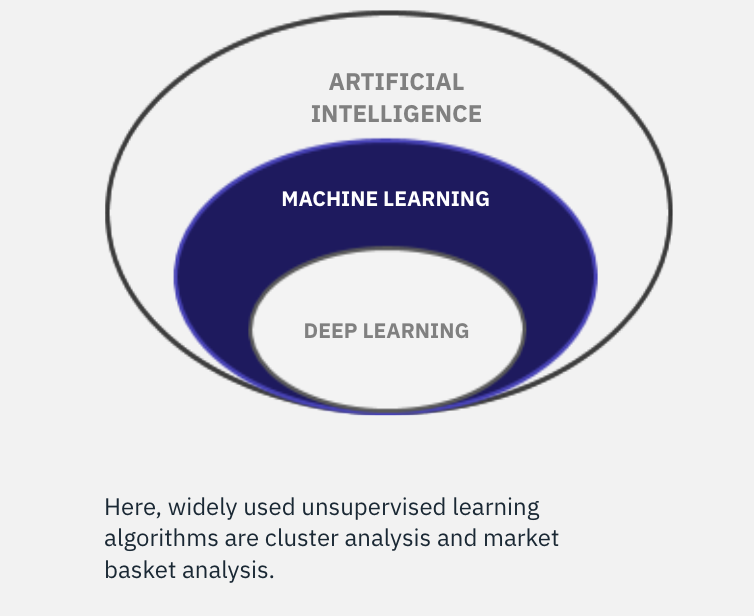 ARTIFICIAL
INTELLIGENCE
MACHINE LEARNING
DEEP LEARNING
Here, widely used unsupervised learning
algorithms are cluster analysis and market
basket analysis.